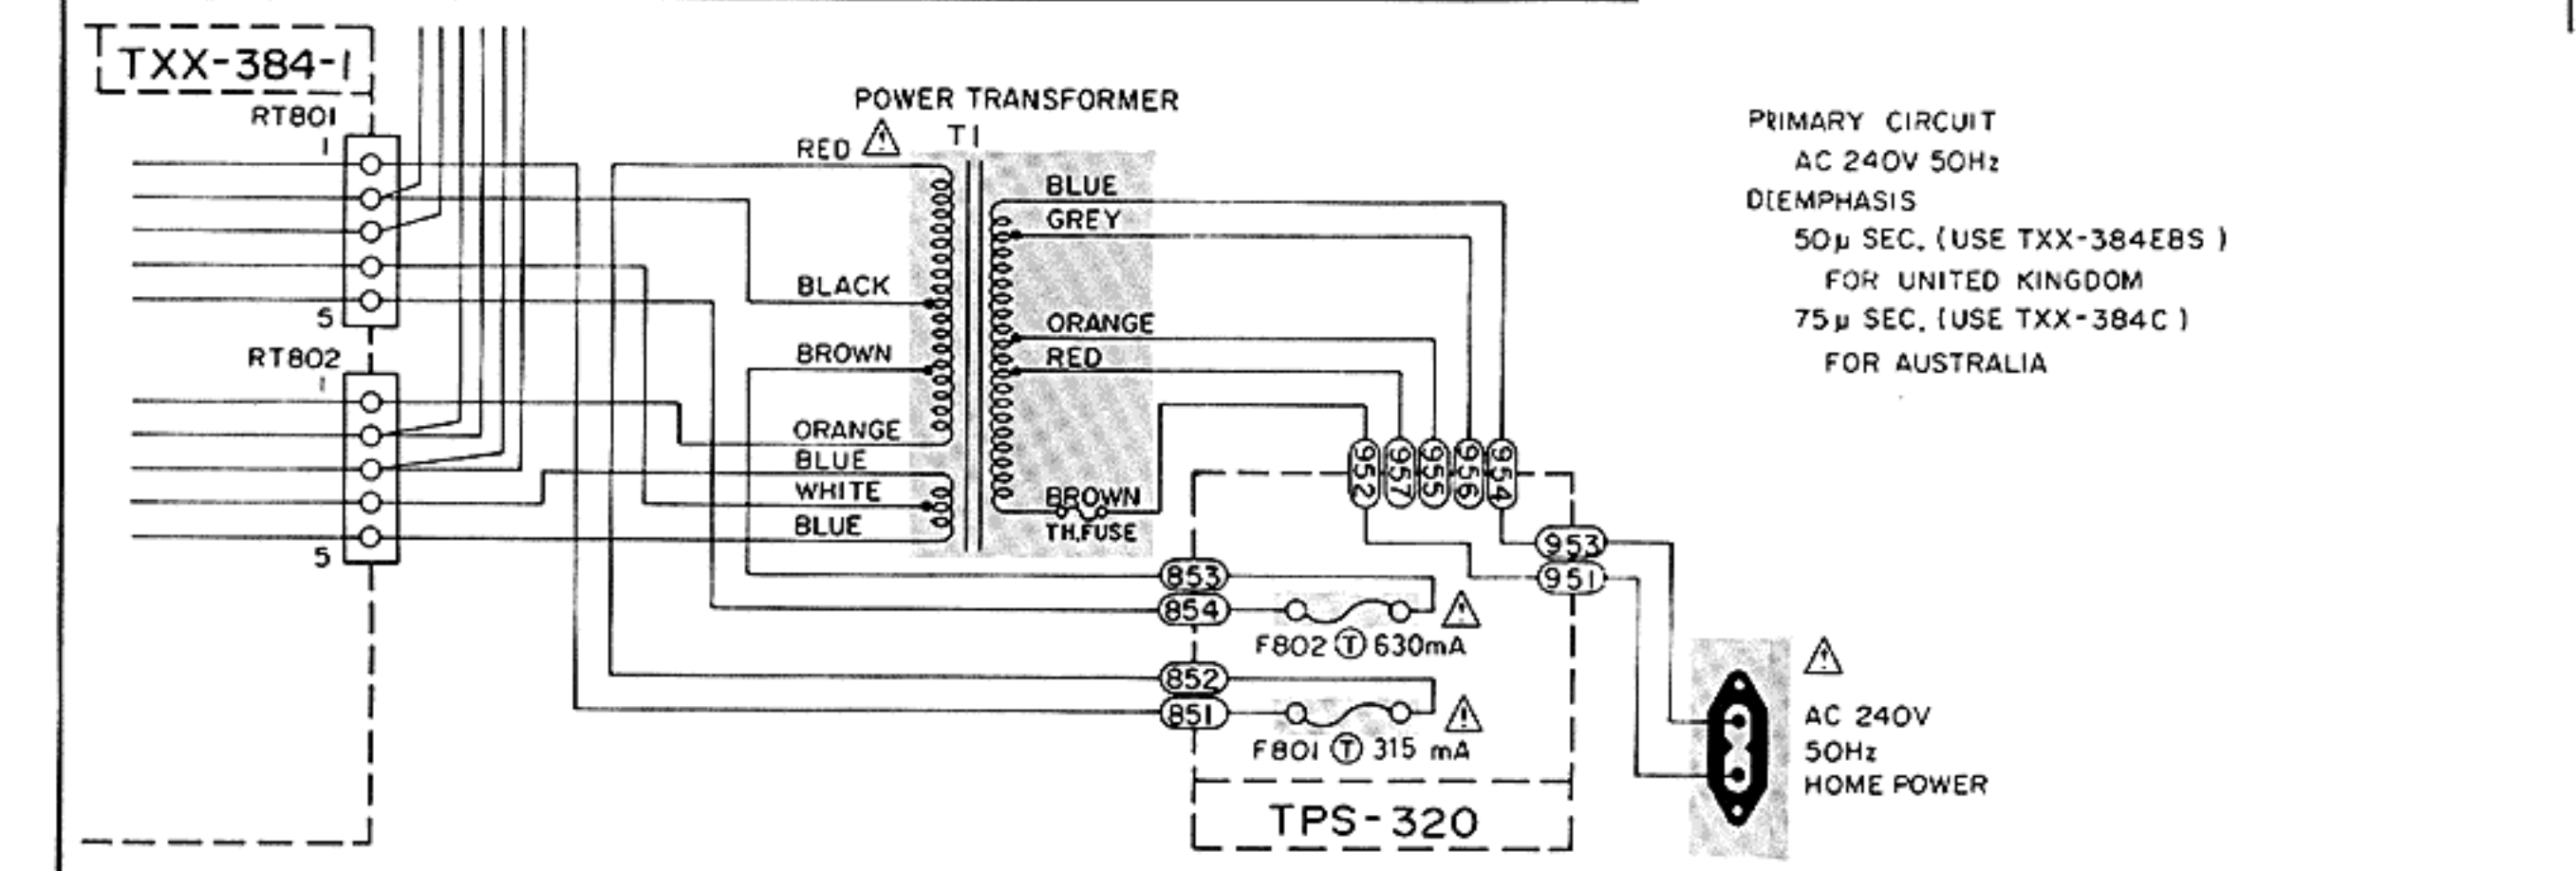 TXX-384-1
RT801
1
5
RT802
1
5
POWER TRANSFORMER
T1
RED
BLACK
BROWN
ORANGE
BLUE
WHITE
BLUE
BLUE
GREY
ORANGE
RED
BROWN
TH.FUSE
952
957
955
956
954
953
951
853
854
F802 T 630mA
852
851
F801 T 315 mA
TPS-320
PRIMARY CIRCUIT
AC 240V 50Hz
DEEMPHASIS
50μ SEC. (USE TXX-384EBS )
FOR UNITED KINGDOM
75μ SEC. (USE TXX-384C )
FOR AUSTRALIA
AC 240V
50Hz
HOME POWER